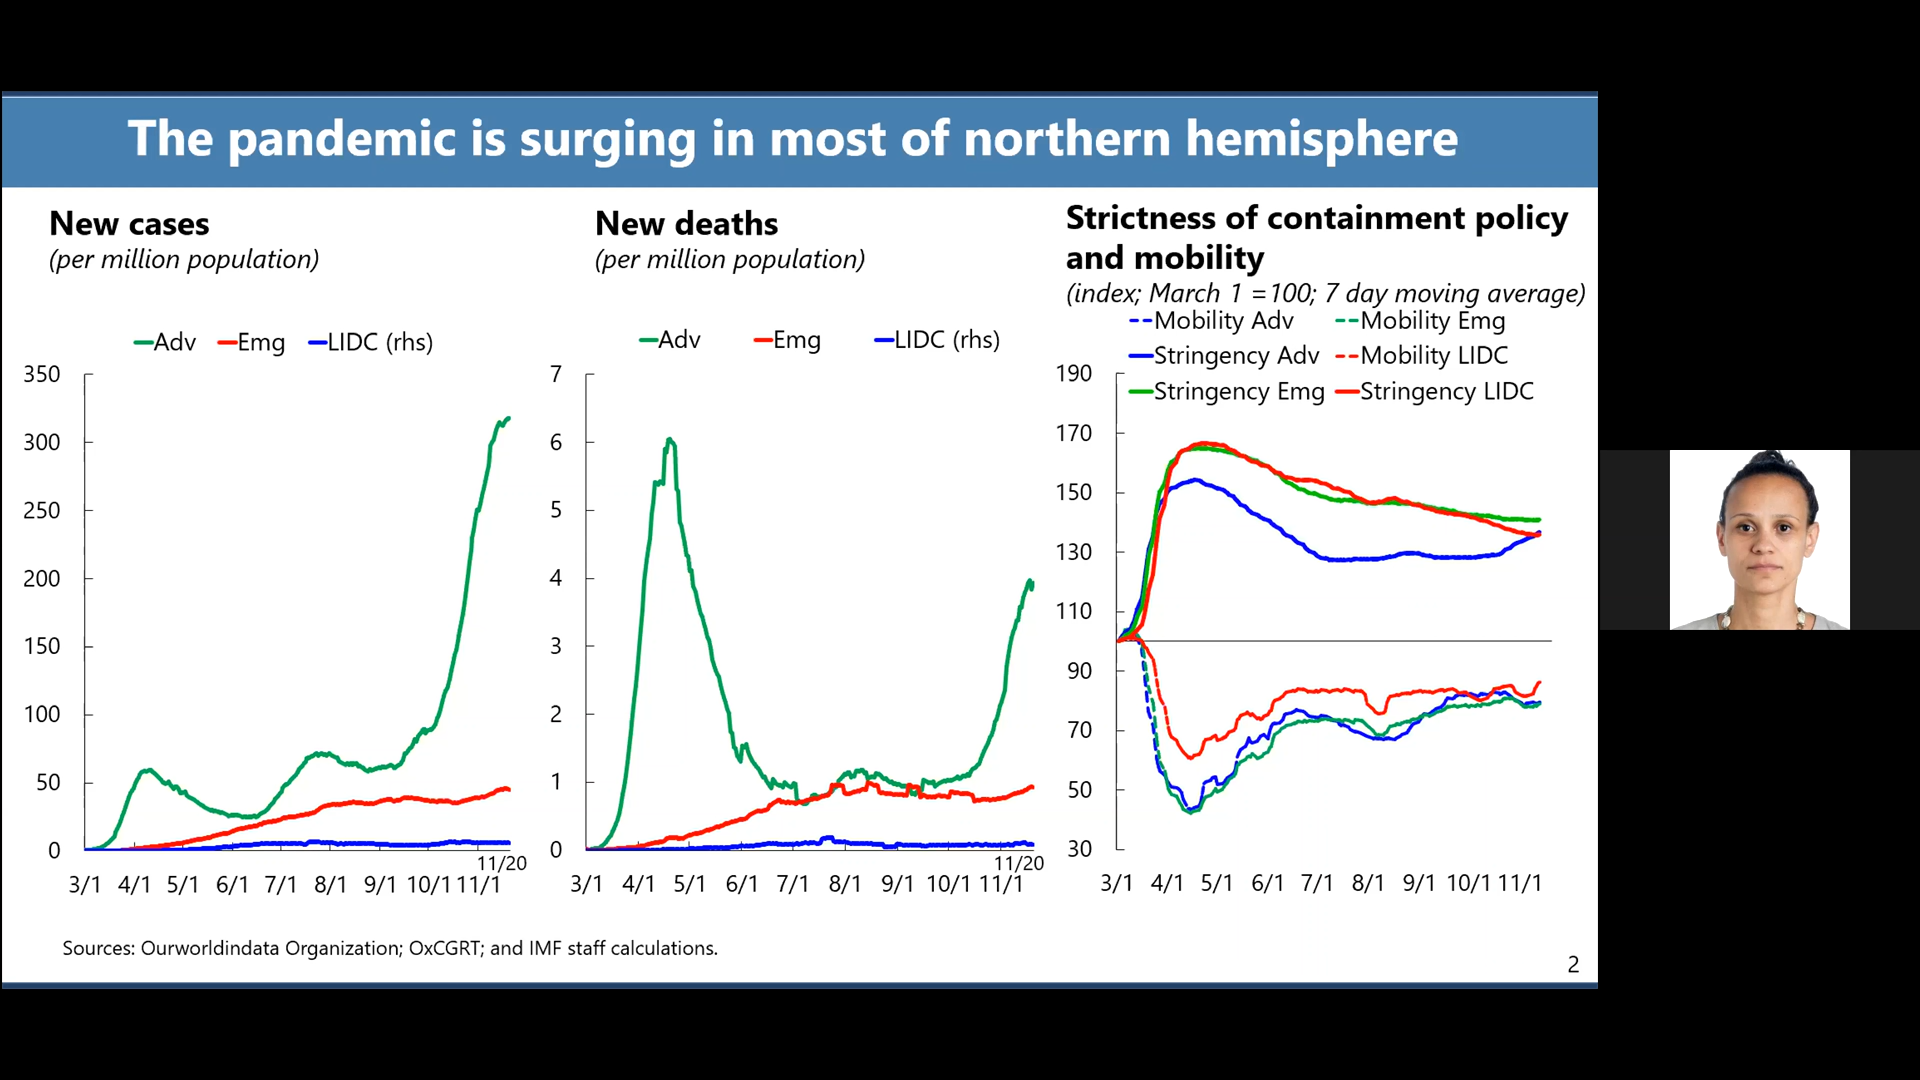 The pandemic is surging in most of northern hemisphere
New cases
(per million population)
Adv Emg LIDC (rhs)
350
300
250
200
150
100
50
0
11/20
3/1 4/1 5/1 6/1 7/1 8/1 9/1 10/1 11/1
New deaths
(per million population)
Adv Emg LIDC (rhs)
7
6
5
4
3
2
1
0
11/20
3/1 4/1 5/1 6/1 7/1 8/1 9/1 10/1 11/1
Strictness of containment policy
and mobility
(index; March 1 =100; 7 day moving average)
Mobility Adv Mobility Emg
Stringency Adv Mobility LIDC
Stringency Emg Stringency LIDC
190
170
150
130
110
90
70
50
30
3/1 4/1 5/1 6/1 7/1 8/1 9/1 10/1 11/1
Sources: Ourworldindata Organization; OxCGRT; and IMF staff calculations.
2